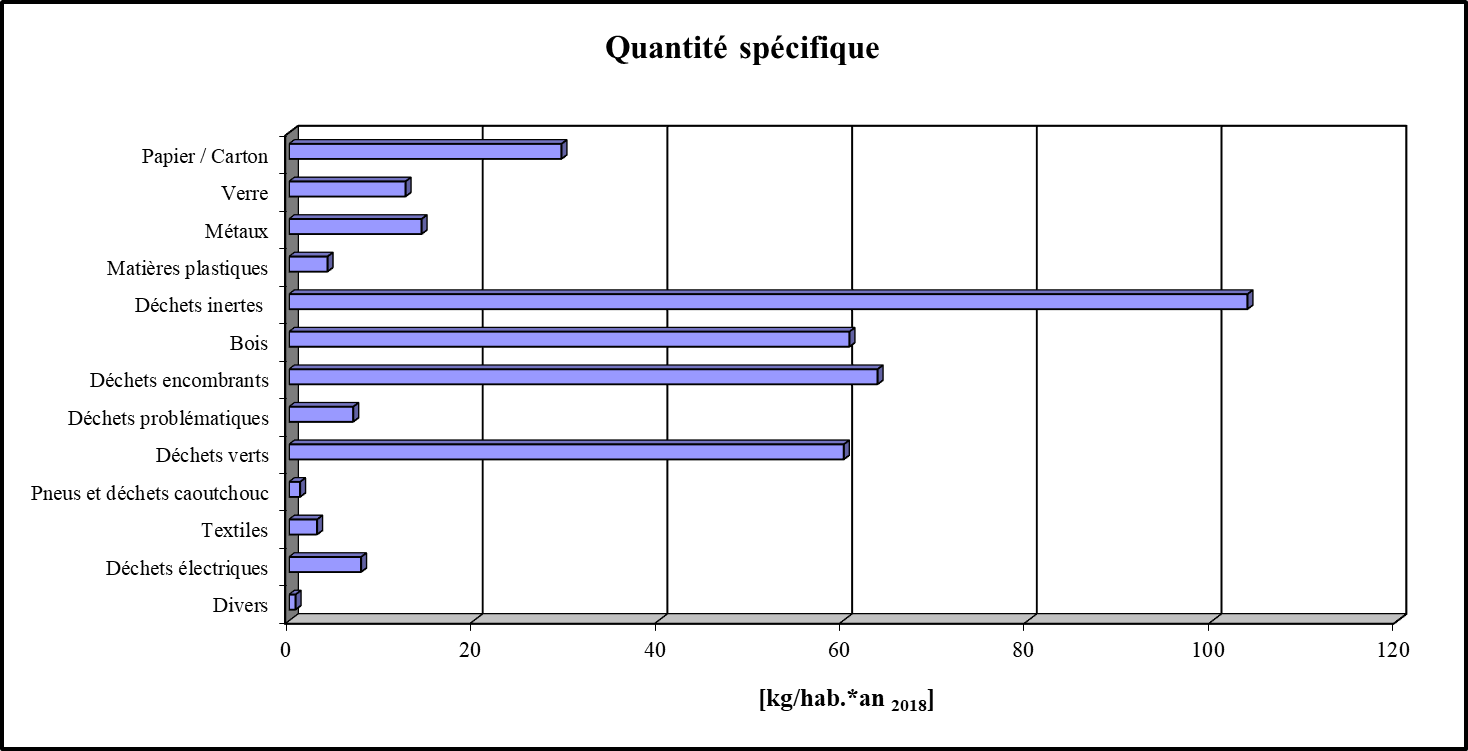 Quantité spécifique
Papier / Carton
Verre
Métaux
Matières plastiques
Déchets inertes
Bois
Déchets encombrants
Déchets problématiques
Déchets verts
Pneus et déchets caoutchouc
Textiles
Déchets électriques
Divers
0 20 40 60 80 100 120
[kg/hab.*an 2018]